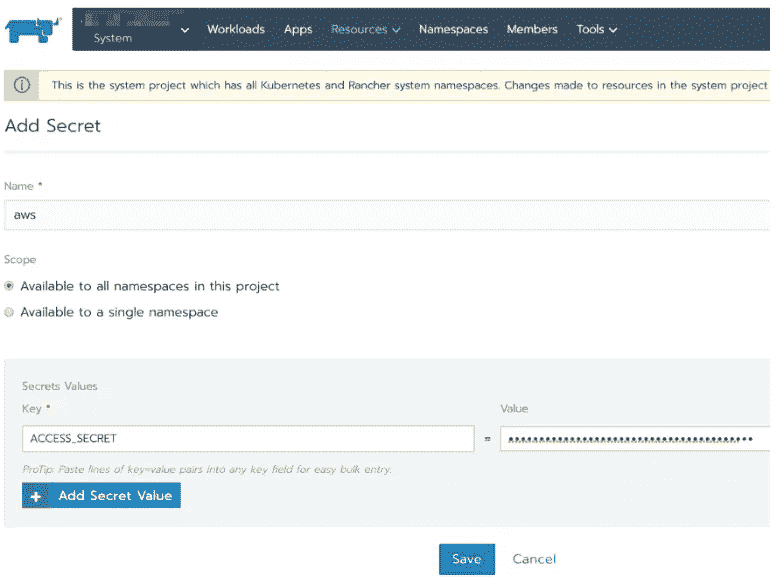 System
Workloads Apps Resources Namespaces Members Tools
This is the system project which has all Kubernetes and Rancher system namespaces. Changes made to resources in the system project
Add Secret
Name *
aws
Scope
Available to all namespaces in this project
Available to a single namespace
Secrets Values
Key * Value
ACCESS_SECRET = ••••••••••••••••••••••••••••••••••••••••
ProTip: Paste lines of key=value pairs into any key field for easy bulk entry.
+ Add Secret Value
Save Cancel